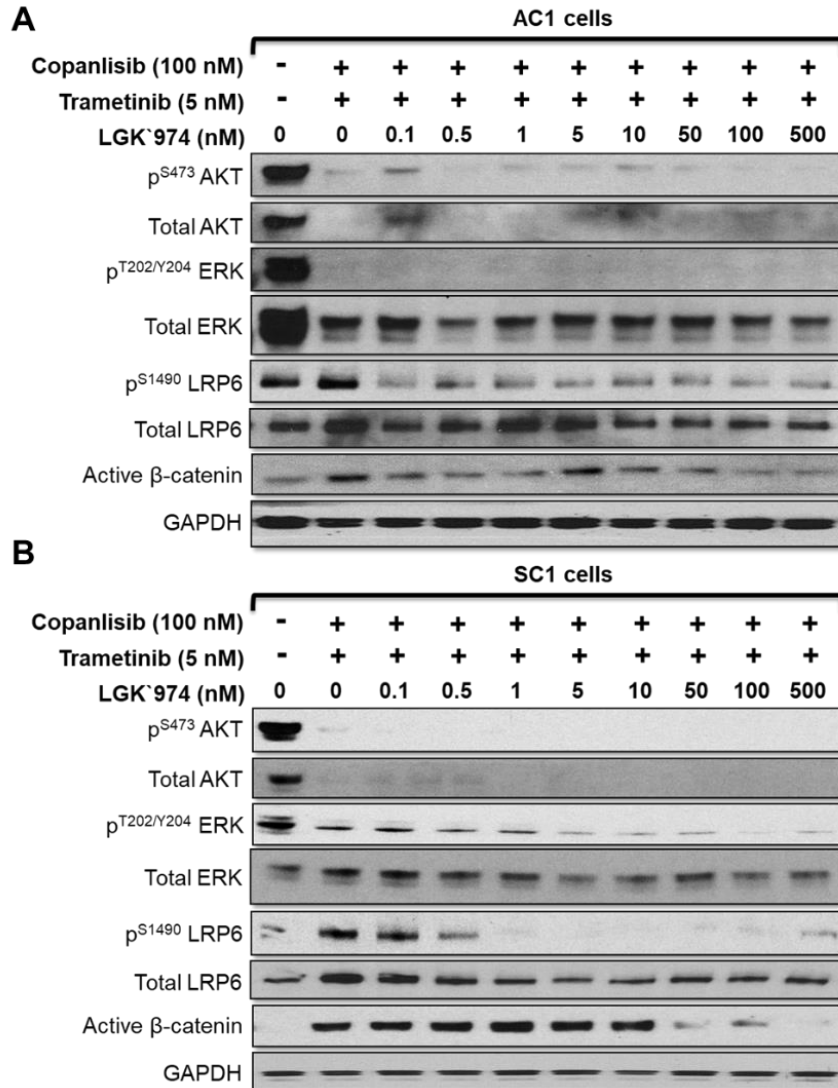 A
AC1 cells
Copanlisib (100 nM) - + + + + + + + + +
Trametinib (5 nM) - + + + + + + + + +
LGK`974 (nM) 0 0 0.1 0.5 1 5 10 50 100 500
pS473 AKT
Total AKT
pT202/Y204 ERK
Total ERK
pS1490 LRP6
Total LRP6
Active β-catenin
GAPDH
B
SC1 cells
Copanlisib (100 nM) - + + + + + + + + +
Trametinib (5 nM) - + + + + + + + + +
LGK`974 (nM) 0 0 0.1 0.5 1 5 10 50 100 500
pS473 AKT
Total AKT
pT202/Y204 ERK
Total ERK
pS1490 LRP6
Total LRP6
Active β-catenin
GAPDH